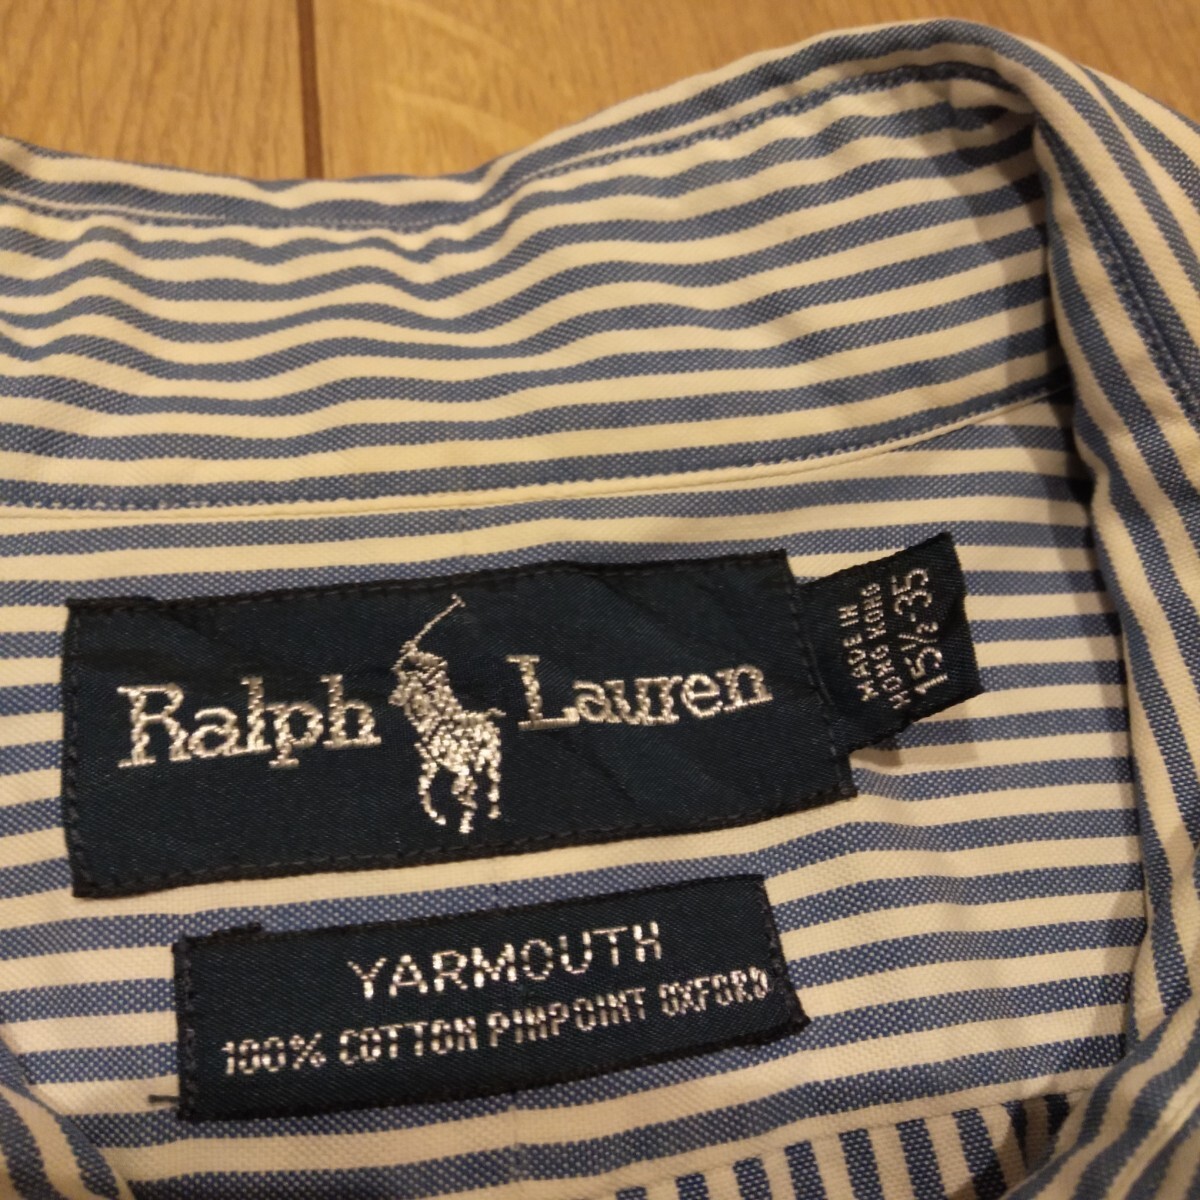 Ralph Lauren
MADE IN
HONG KONG
15½-35
YARMOUTH
100% COTTON PINPOINT OXFORD